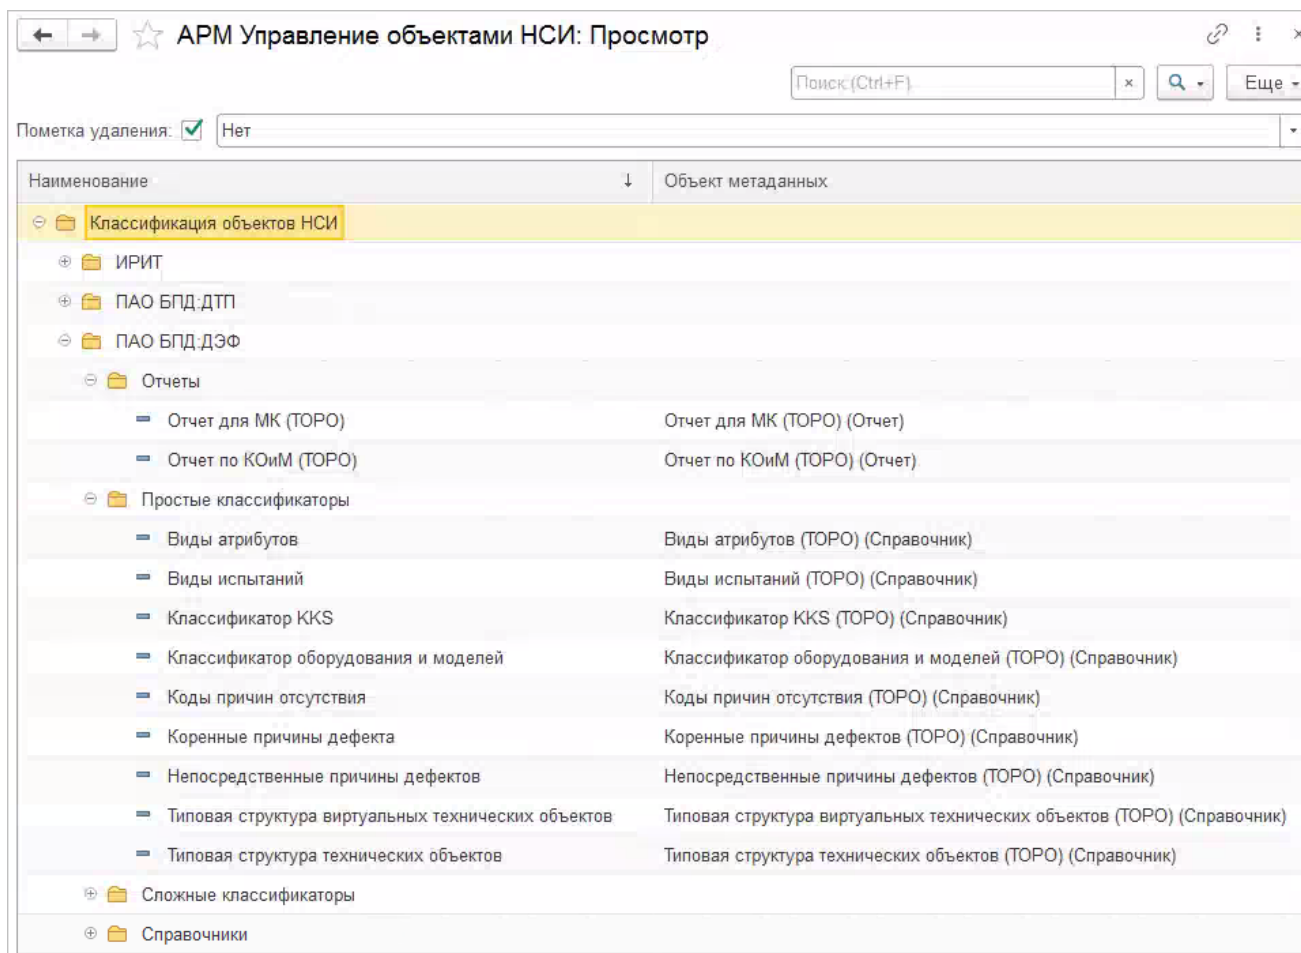 АРМ Управление объектами НСИ: Просмотр
Поиск (Ctrl+F) × Еще
Пометка удаления: Нет
Наименование ↓ Объект метаданных
Классификация объектов НСИ
ИРИТ
ПАО БПД:ДТП
ПАО БПД:ДЭФ
Отчеты
Отчет для МК (ТОРО) Отчет для МК (ТОРО) (Отчет)
Отчет по КОиМ (ТОРО) Отчет по КОиМ (ТОРО) (Отчет)
Простые классификаторы
Виды атрибутов Виды атрибутов (ТОРО) (Справочник)
Виды испытаний Виды испытаний (ТОРО) (Справочник)
Классификатор KKS Классификатор KKS (ТОРО) (Справочник)
Классификатор оборудования и моделей Классификатор оборудования и моделей (ТОРО) (Справочник)
Коды причин отсутствия Коды причин отсутствия (ТОРО) (Справочник)
Коренные причины дефекта Коренные причины дефектов (ТОРО) (Справочник)
Непосредственные причины дефектов Непосредственные причины дефектов (ТОРО) (Справочник)
Типовая структура виртуальных технических объектов Типовая структура виртуальных технических объектов (ТОРО) (Справочник)
Типовая структура технических объектов Типовая структура технических объектов (ТОРО) (Справочник)
Сложные классификаторы
Справочники